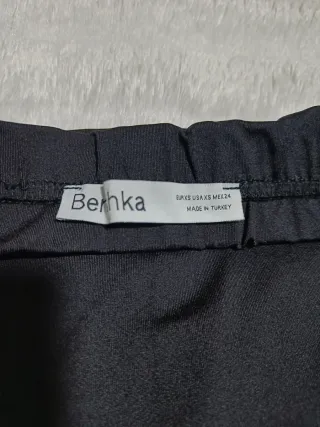 Bershka
EUR XS USA XS MEX 24
MADE IN TURKEY